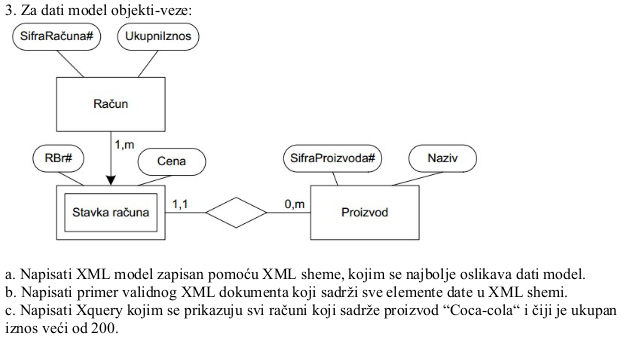 3. Za dati model objekti-veze:
SifraRačuna#
UkupniIznos
Račun
1,m
RBr#
Cena
SifraProizvoda#
Naziv
Stavka računa
1,1
0,m
Proizvod
a. Napisati XML model zapisan pomoću XML sheme, kojim se najbolje oslikava dati model.
b. Napisati primer validnog XML dokumenta koji sadrži sve elemente date u XML shemi.
c. Napisati Xquery kojim se prikazuju svi računi koji sadrže proizvod “Coca-cola“ i čiji je ukupan
iznos veći od 200.